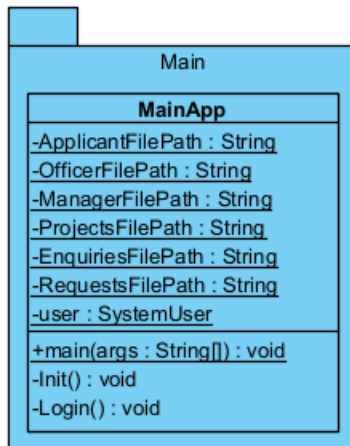 Main
MainApp
-ApplicantFilePath : String
-OfficerFilePath : String
-ManagerFilePath : String
-ProjectsFilePath : String
-EnquiriesFilePath : String
-RequestsFilePath : String
-user : SystemUser
+main(args : String[]) : void
-Init() : void
-Login() : void